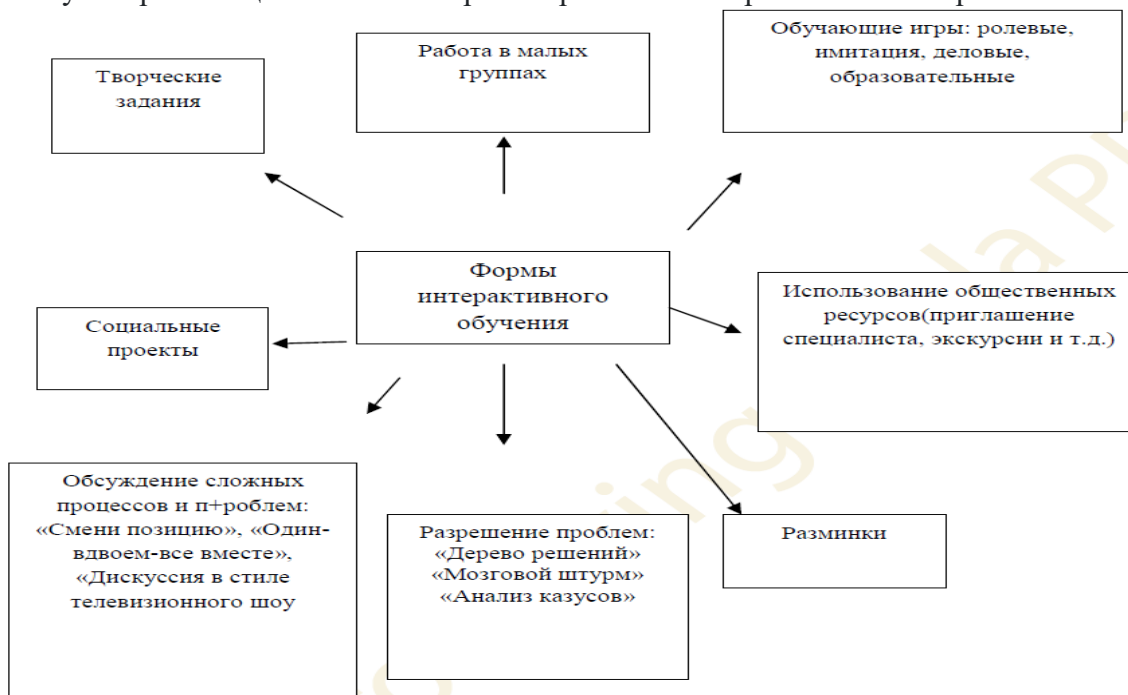 Творческие
задания
Работа в малых
группах
Обучающие игры: ролевые,
имитация, деловые,
образовательные
Формы
интерактивного
обучения
Социальные
проекты
Использование общественных
ресурсов(приглашение
специалиста, экскурсии и т.д.)
Обсуждение сложных
процессов и п+роблем:
«Смени позицию», «Один-
вдвоем-все вместе»,
«Дискуссия в стиле
телевизионного шоу
Разрешение проблем:
«Дерево решений»
«Мозговой штурм»
«Анализ казусов»
Разминки